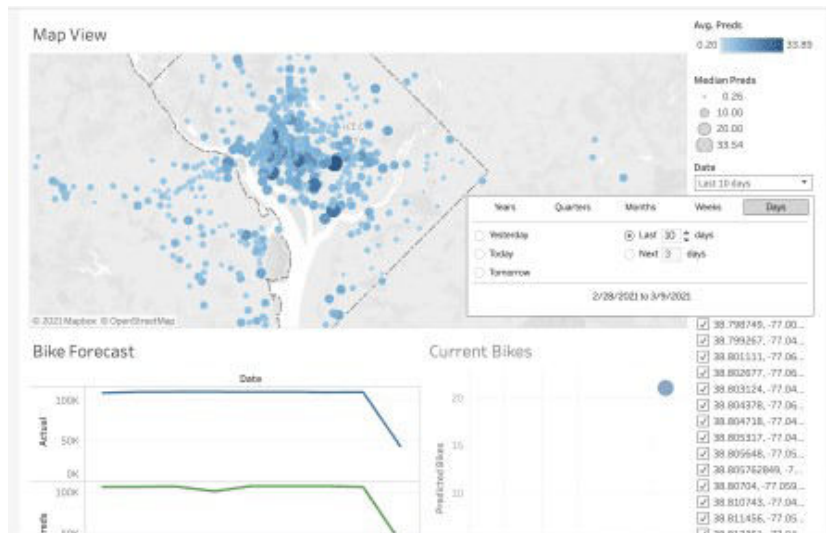 Map View
Avg. Preds
0.20 33.89
Median Preds
0.26
10.00
20.00
33.54
Date
Last 10 days
Years Quarters Months Weeks Days
Yesterday
Last 10 days
Today
Next 3 days
Tomorrow
2/28/2021 to 3/9/2021
© 2021 Mapbox © OpenStreetMap
38.798749, -77.00...
38.799267, -77.04...
38.801111, -77.06...
38.802677, -77.06...
38.803124, -77.04...
38.804378, -77.06...
38.804718, -77.04...
38.805317, -77.04...
38.805648, -77.05...
38.805762849, -7...
38.80704, -77.059...
38.810743, -77.04...
38.811456, -77.05...
Bike Forecast
Date
Actual
100K
50K
0K
100K
Current Bikes
Predicted Bikes
20
15
10